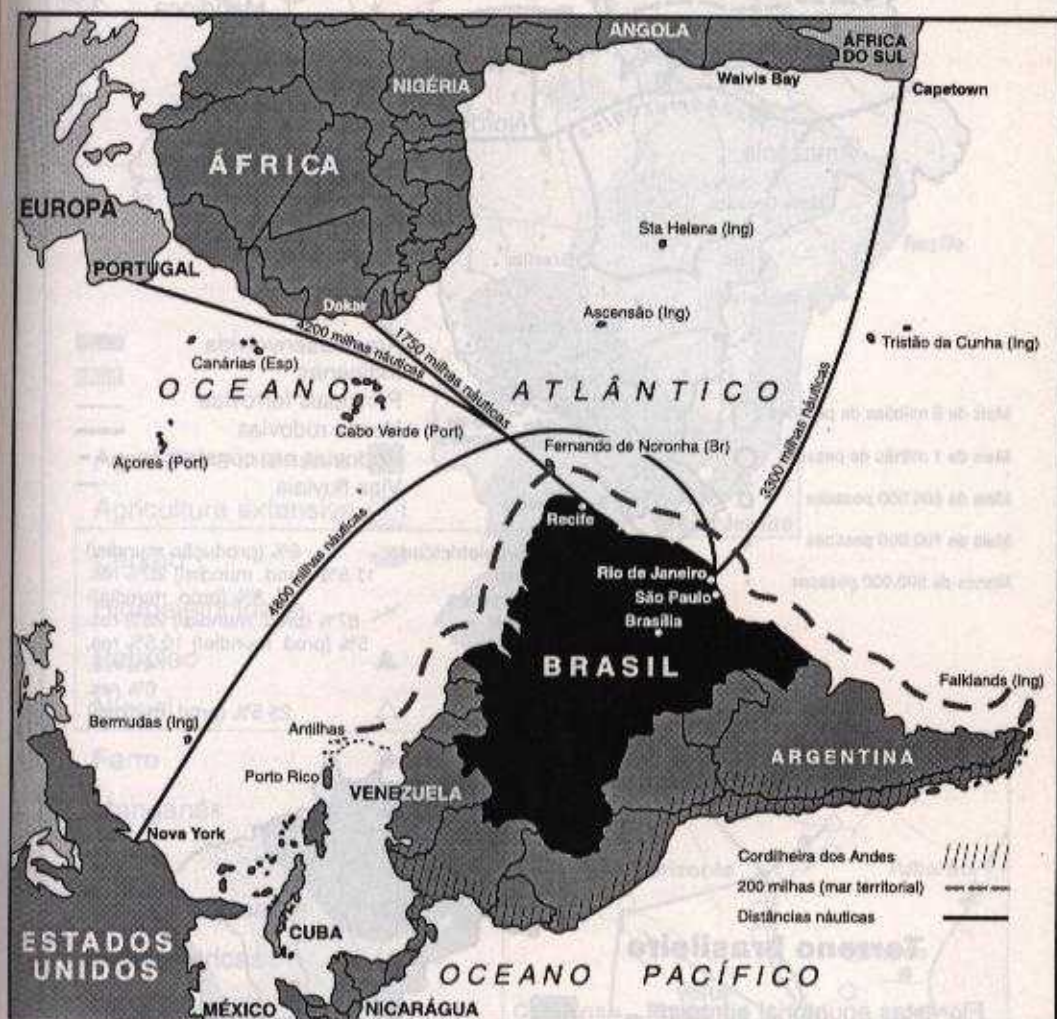 ANGOLA
ÁFRICA
DO SUL
NIGÉRIA
Walvis Bay
Capetown
ÁFRICA
EUROPA
Sta Helena (Ing)
PORTUGAL
Dakar
Ascensão (Ing)
4200 milhas náuticas
1750 milhas náuticas
Tristão da Cunha (Ing)
Canárias (Esp)
OCEANO ATLÂNTICO
Cabo Verde (Port)
Açores (Port)
Fernando de Noronha (Br)
3300 milhas náuticas
4800 milhas náuticas
Recife
Rio de Janeiro
São Paulo
Brasília
BRASIL
Falklands (Ing)
Bermudas (Ing)
Antilhas
ARGENTINA
Porto Rico
VENEZUELA
Nova York
Cordilheira dos Andes
200 milhas (mar territorial)
Distâncias náuticas
CUBA
ESTADOS
UNIDOS
OCEANO PACÍFICO
MÉXICO
NICARÁGUA